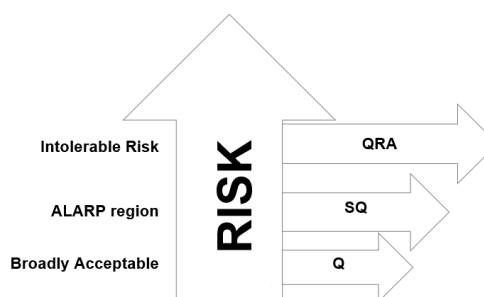 Intolerable Risk
QRA
ALARP region
SQ
Broadly Acceptable
Q
RISK